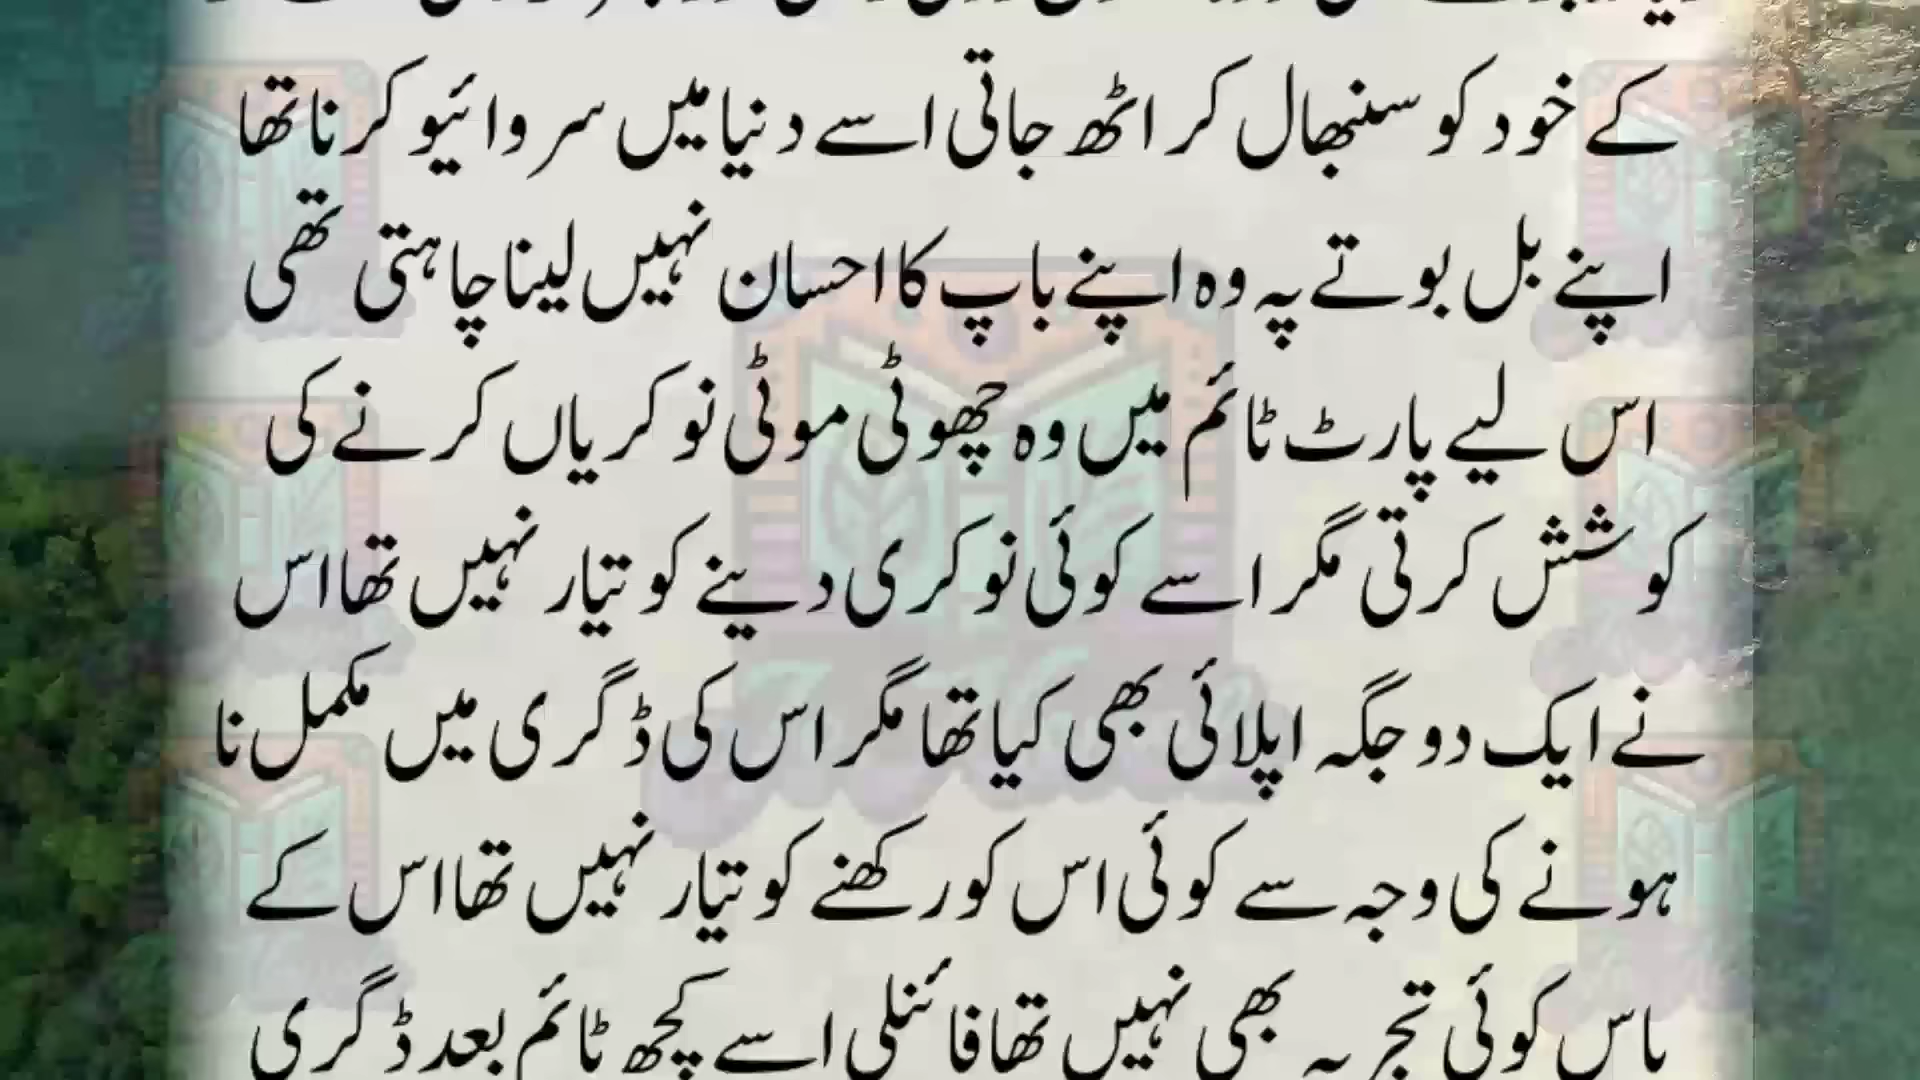 کے خود کو سنبھال کر اٹھ جاتی اسے دنیا میں سروائیو کرنا تھا
اپنے بل بوتے پہ وہ اپنے باپ کا احسان نہیں لینا چاہتی تھی
اس لیے پارٹ ٹائم میں وہ چھوٹی موٹی نوکریاں کرنے کی
کوشش کرتی مگر اسے کوئی نوکری دینے کو تیار نہیں تھا اس
نے ایک دو جگہ اپلائی بھی کیا تھا مگر اس کی ڈگری میں مکمل نا
ہونے کی وجہ سے کوئی اس کو رکھنے کو تیار نہیں تھا اس کے
پاس کوئی تجربہ بھی نہیں تھا فائنلی اسے کچھ ٹائم بعد ڈگری